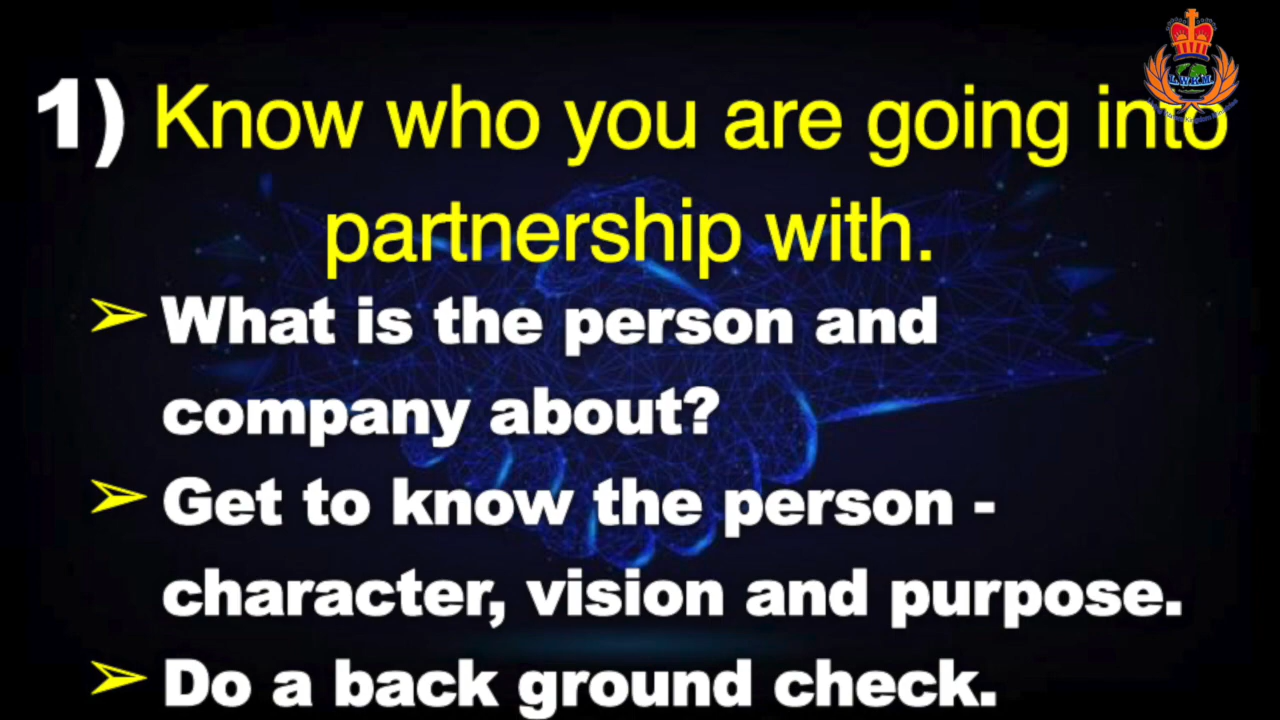 1) Know who you are going into
partnership with.
➢ What is the person and
company about?
➢ Get to know the person -
character, vision and purpose.
➢ Do a back ground check.